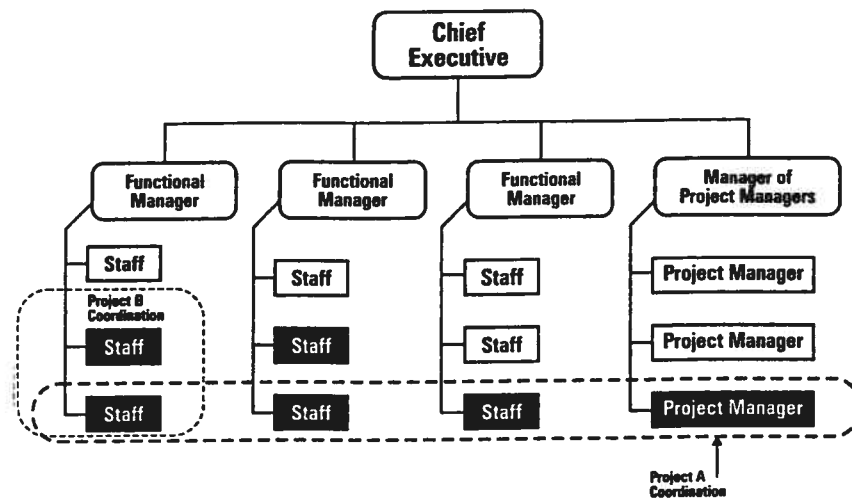 Chief
Executive
Functional
Manager
Functional
Manager
Functional
Manager
Manager of
Project Managers
Staff
Staff
Staff
Project Manager
Project B
Coordination
Staff
Staff
Staff
Project Manager
Staff
Staff
Staff
Project Manager
Project A
Coordination